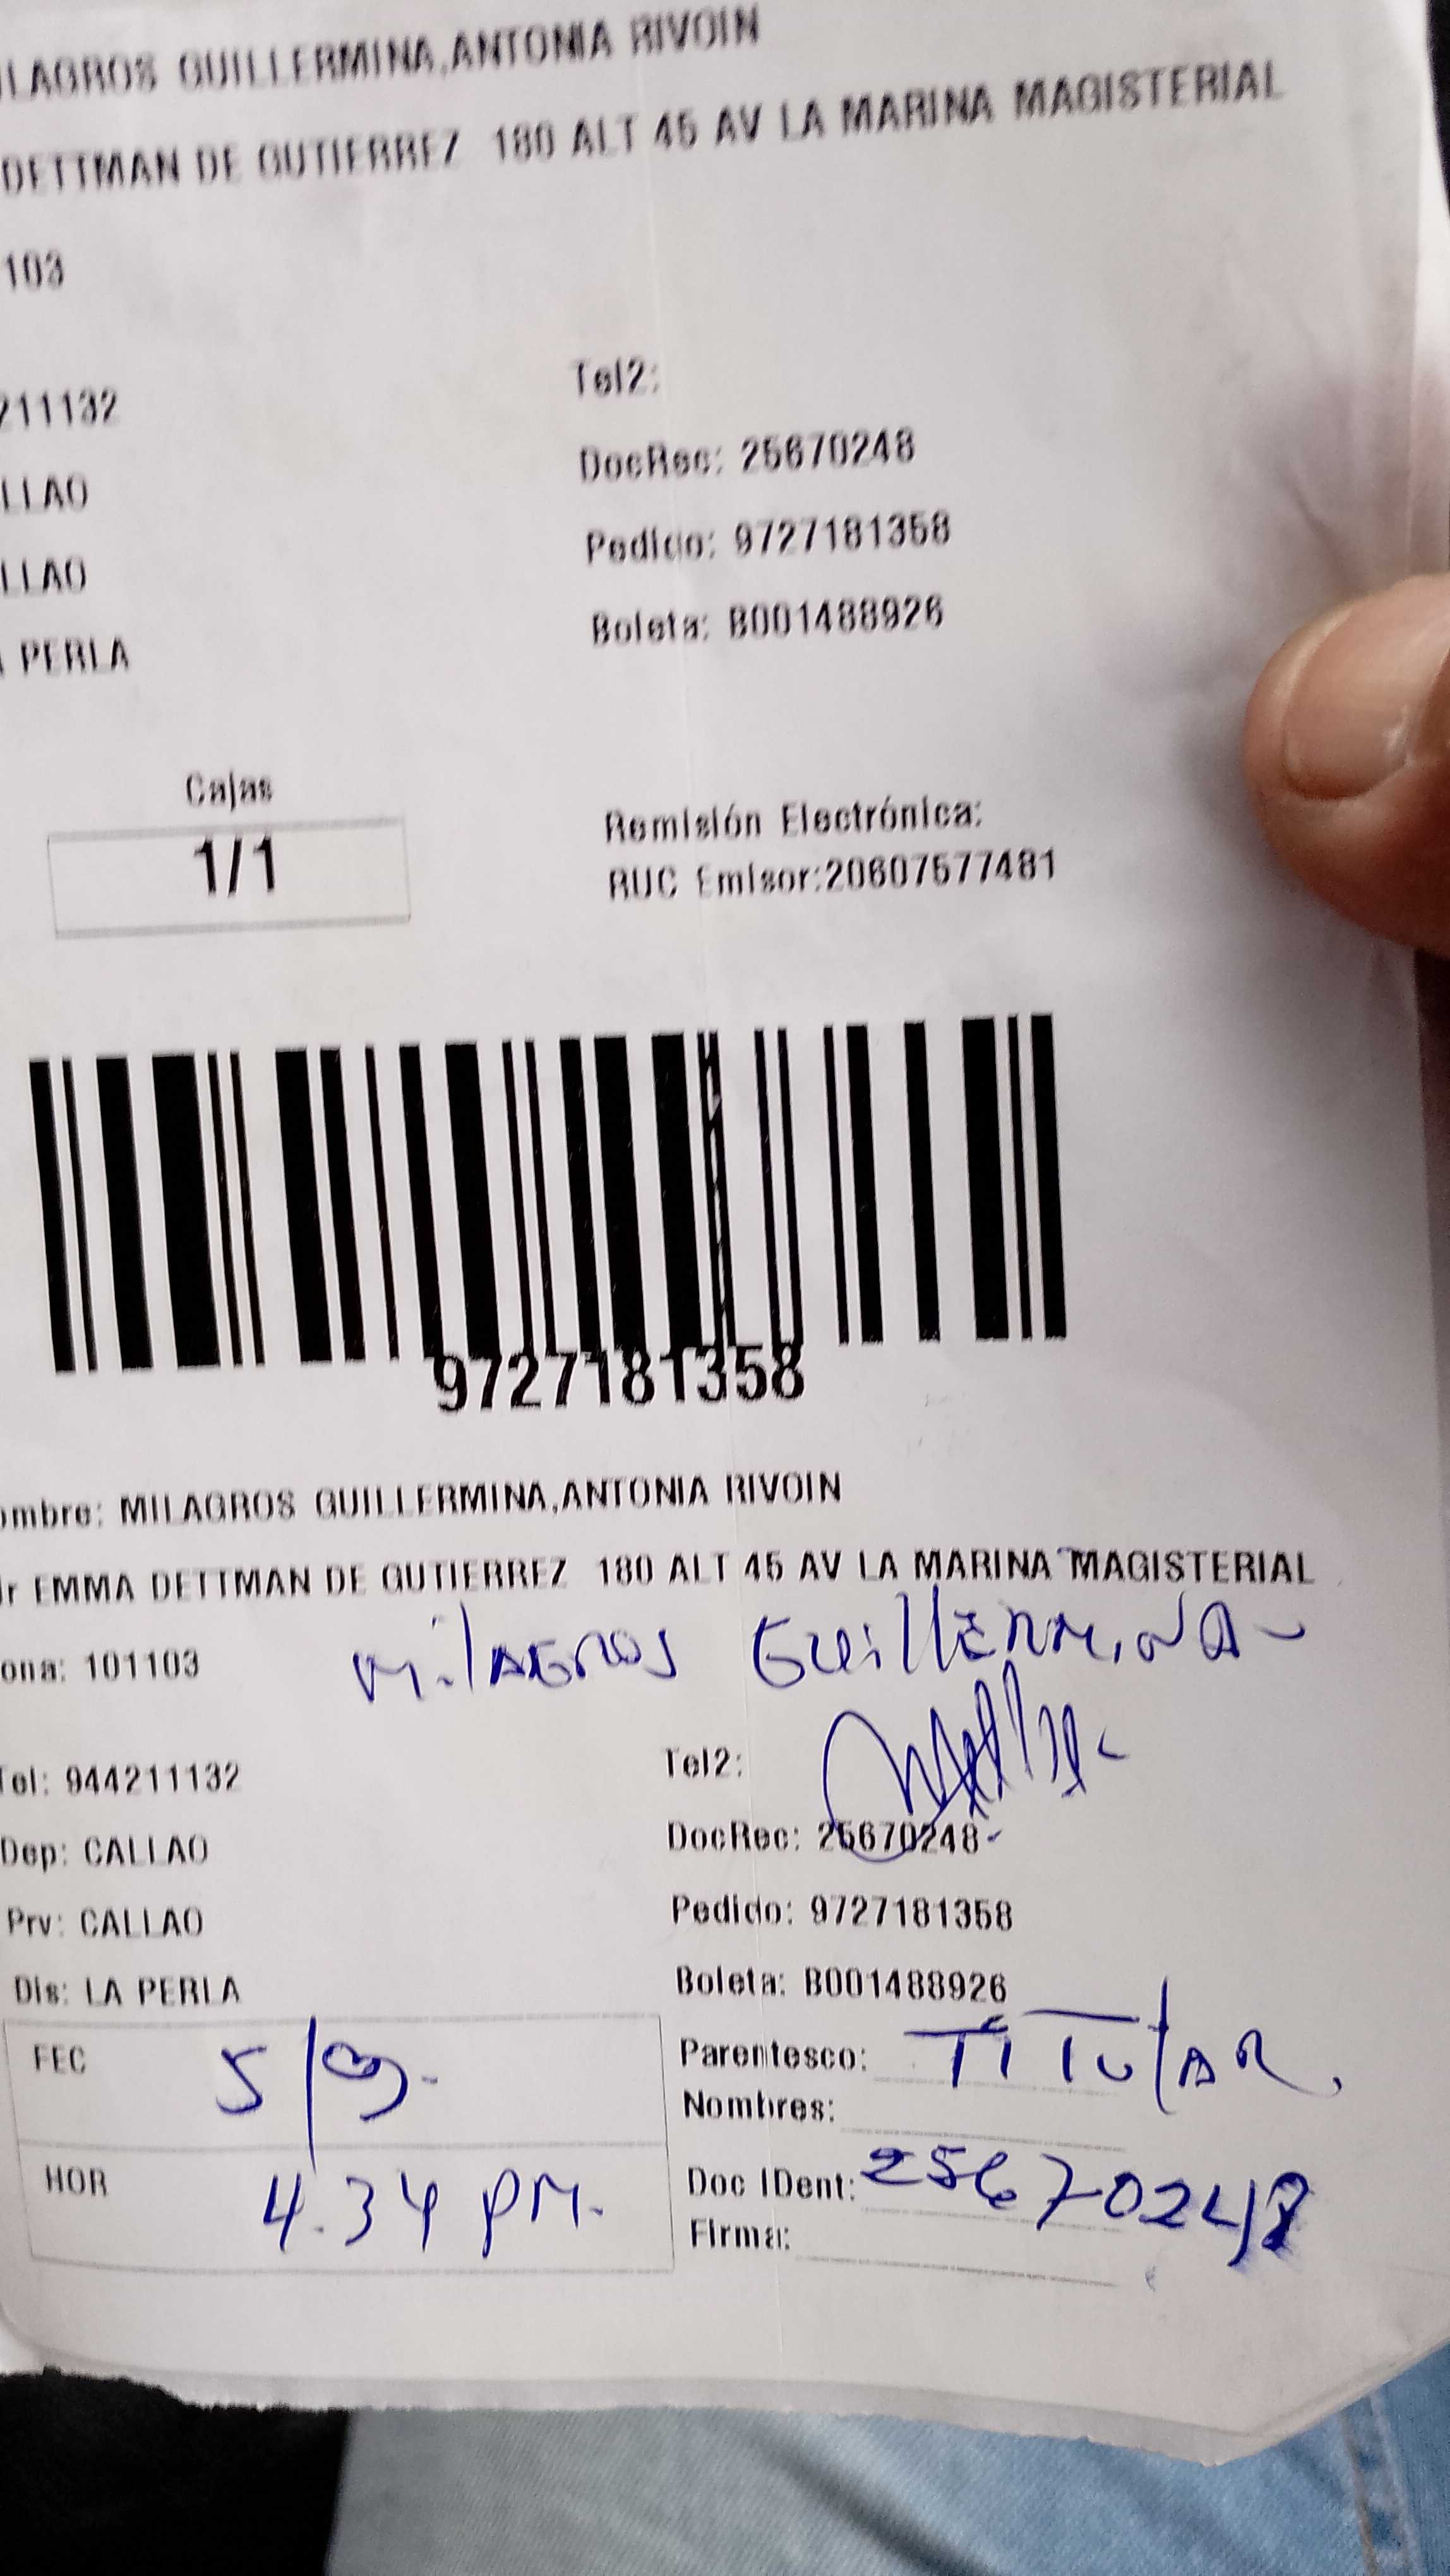 ILAGROS GUILLERMINA,ANTONIA RIVOIN
DETTMAN DE GUTIERREZ 180 ALT 45 AV LA MARINA MAGISTERIAL
103
Tel2:
211132
DocRec: 25670248
LLAO
Pedido: 9727181358
LLAO
Boleta: B001488926
PERLA
Cajas
1/1
Remisión Electrónica:
RUC Emisor:20607577481
9727181358
ombre: MILAGROS GUILLERMINA,ANTONIA RIVOIN
Jr EMMA DETTMAN DE GUTIERREZ 180 ALT 45 AV LA MARINA MAGISTERIAL
ona: 101103
Milagros Guillermina
Tel: 944211132
Tel2:
Dep: CALLAO
DocRec: 25670248
Prv: CALLAO
Pedido: 9727181358
Dis: LA PERLA
Boleta: B001488926
FEC
Parentesco: TITULAR
Nombres:
HOR 4.34 PM.
Doc IDent: 25670248
Firma: